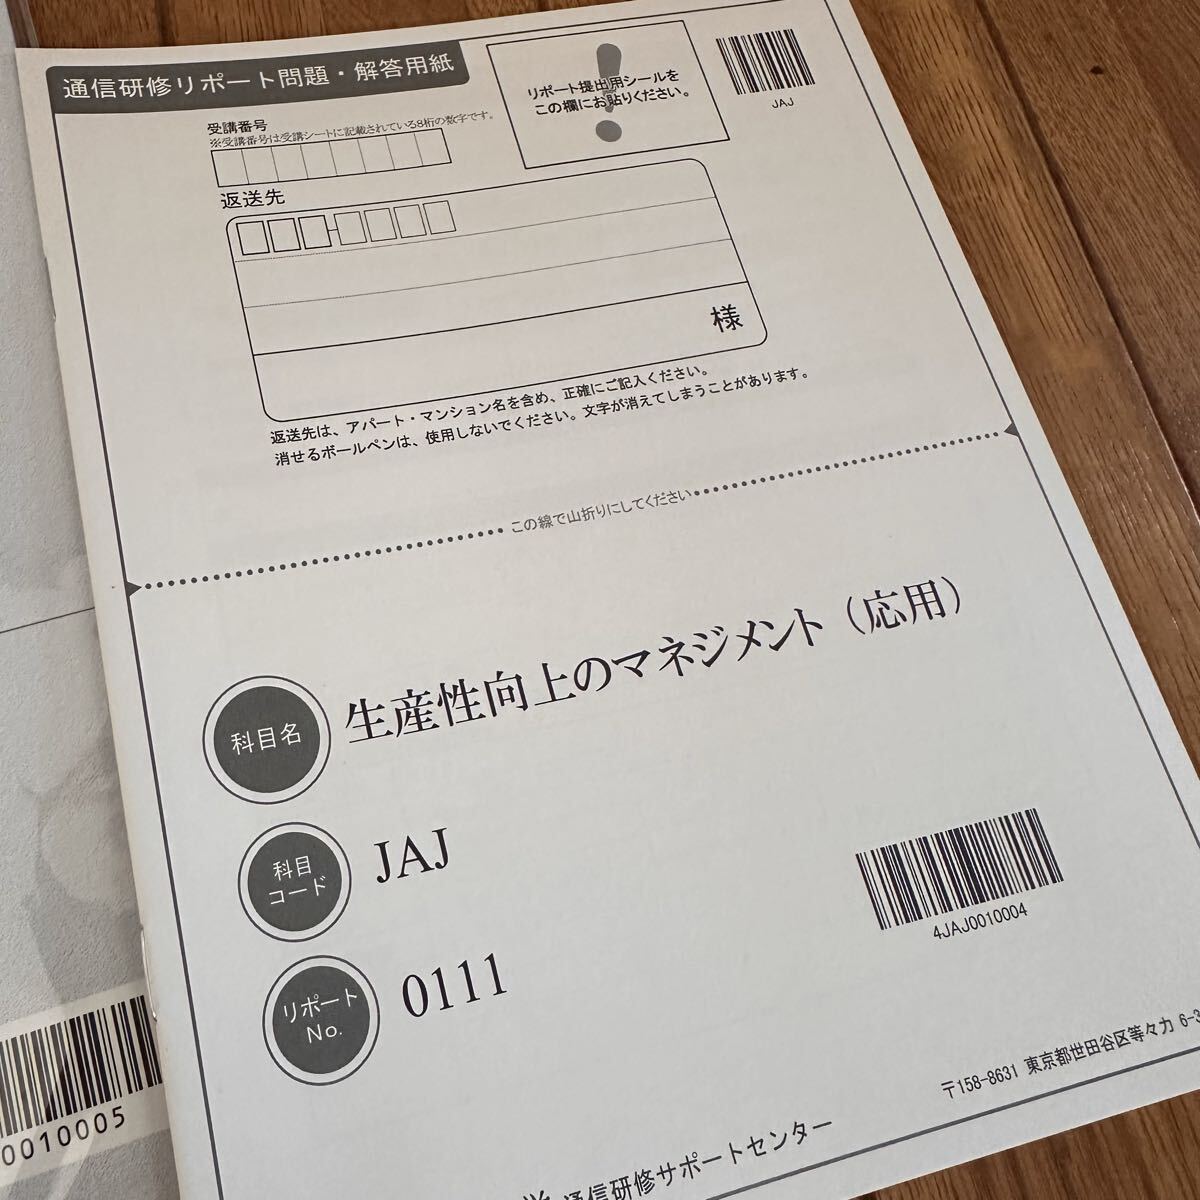 通信研修リポート問題・解答用紙
リポート提出用シールを
この欄にお貼りください。
JAJ
受講番号
※受講番号は受講シートに記載されている8桁の数字です。
返送先
様
返送先は、アパート・マンション名を含め、正確にご記入ください。
消せるボールペンは、使用しないでください。文字が消えてしまうことがあります。
この線で山折りにしてください
科目名
生産性向上のマネジメント（応用）
科目
コード
JAJ
4JAJ0010004
リポート
No.
0111
〒158-8631 東京都世田谷区等々力 6-3
通信研修サポートセンター
0010005